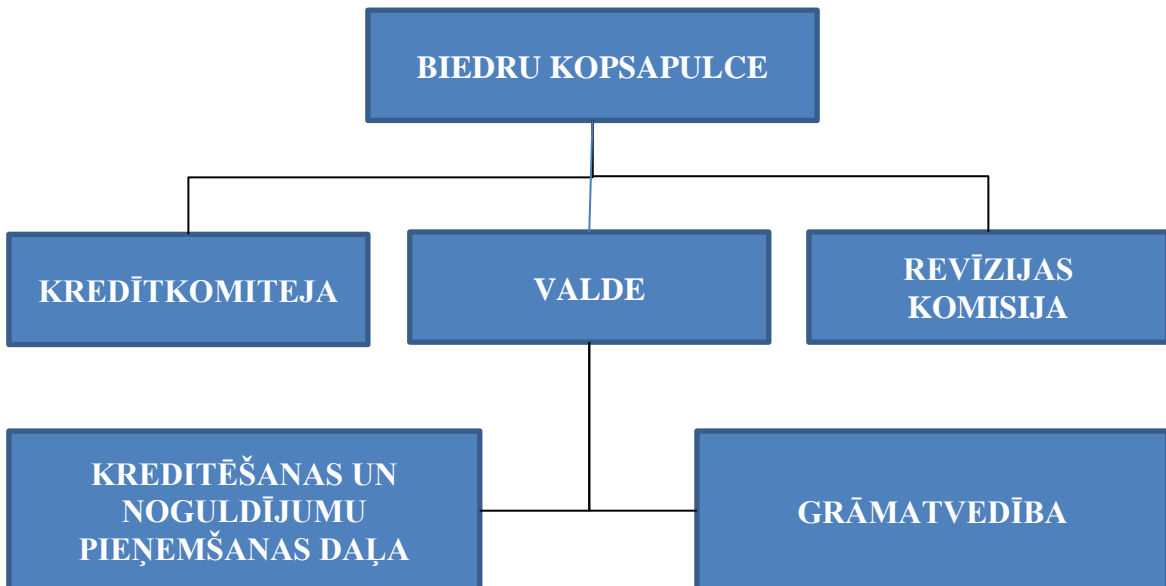 BIEDRU KOPSAPULCE
KREDĪTKOMITEJA
VALDE
REVĪZIJAS
KOMISIJA
KREDITĒŠANAS UN
NOGULDĪJUMU
PIEŅEMŠANAS DAĻA
GRĀMATVEDĪBA